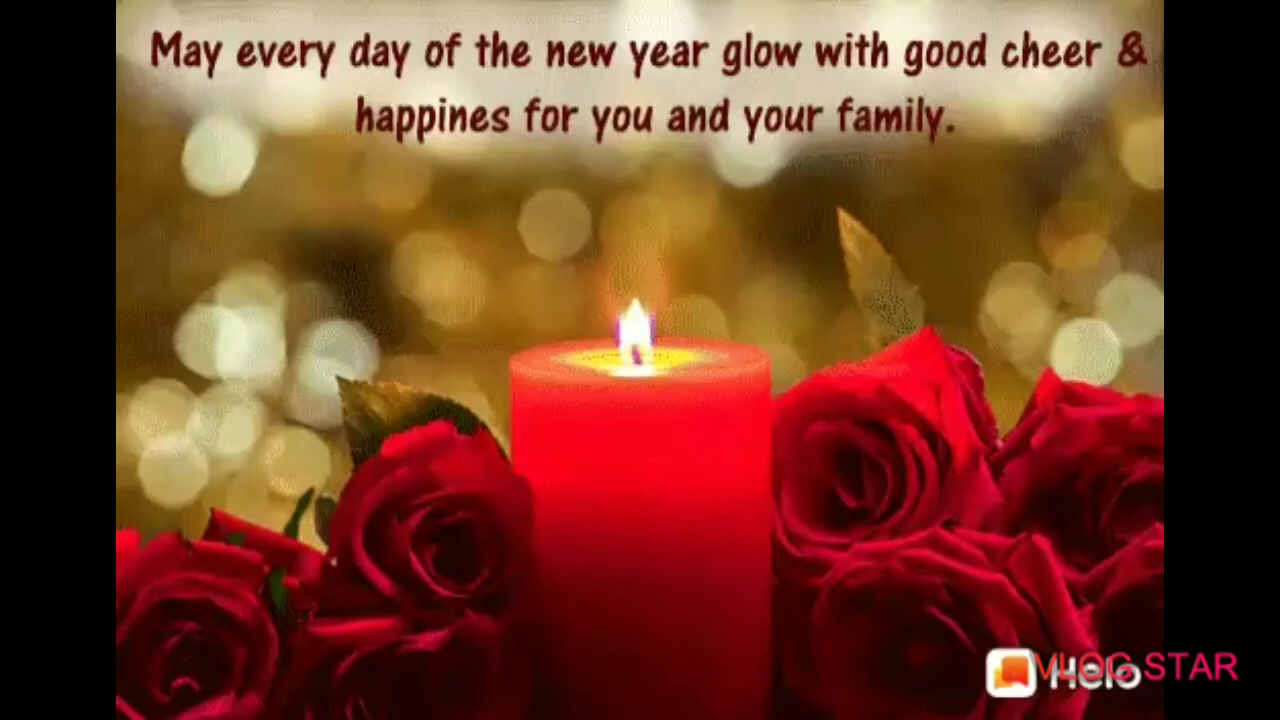 May every day of the new year glow with good cheer &
happines for you and your family.
Helo
VLOG STAR